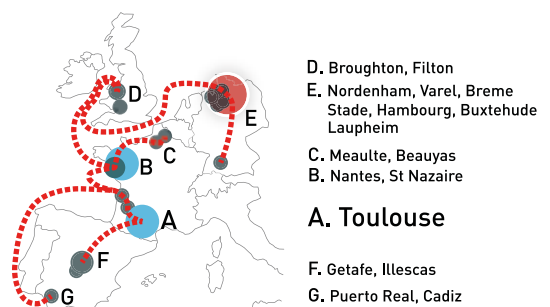 D
E
C
B
A
F
G
D. Broughton, Filton
E. Nordenham, Varel, Breme
Stade, Hambourg, Buxtehude
Laupheim
C. Meaulte, Beauyas
B. Nantes, St Nazaire
A. Toulouse
F. Getafe, Illescas
G. Puerto Real, Cadiz